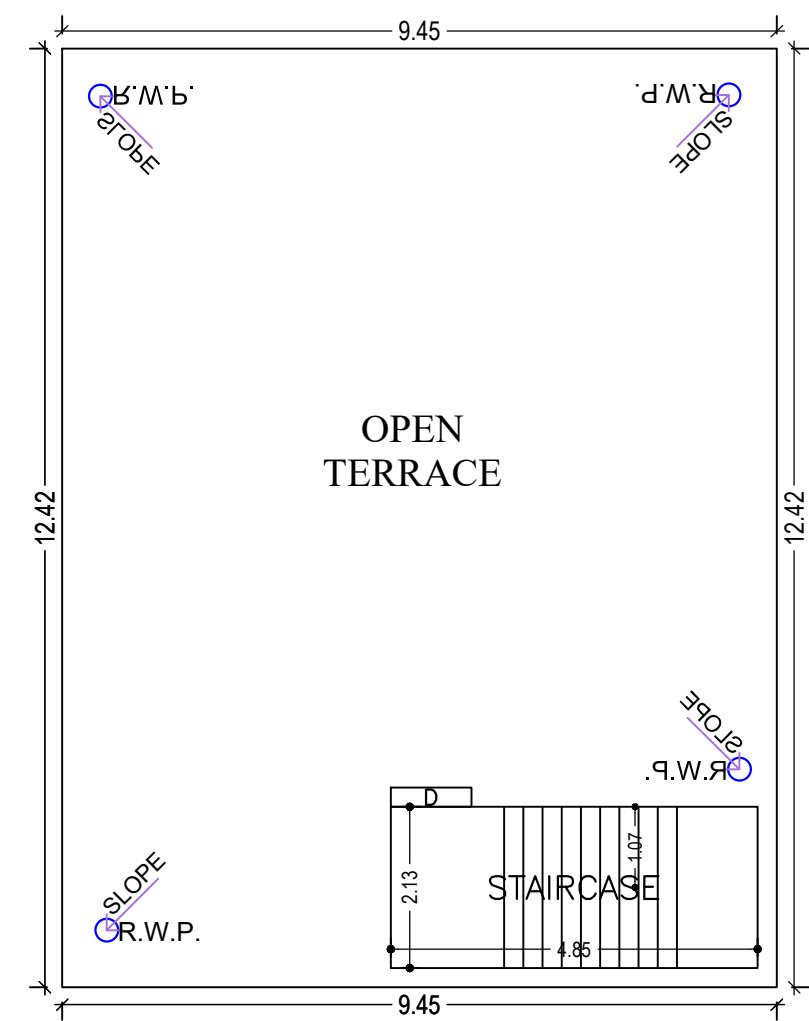 9.45
R.W.P.
R.W.P.
SLOPE
SLOPE
OPEN
TERRACE
12.42
12.42
SLOPE
R.W.P.
D
1.07
SLOPE
2.13
STAIRCASE
R.W.P.
4.85
9.45